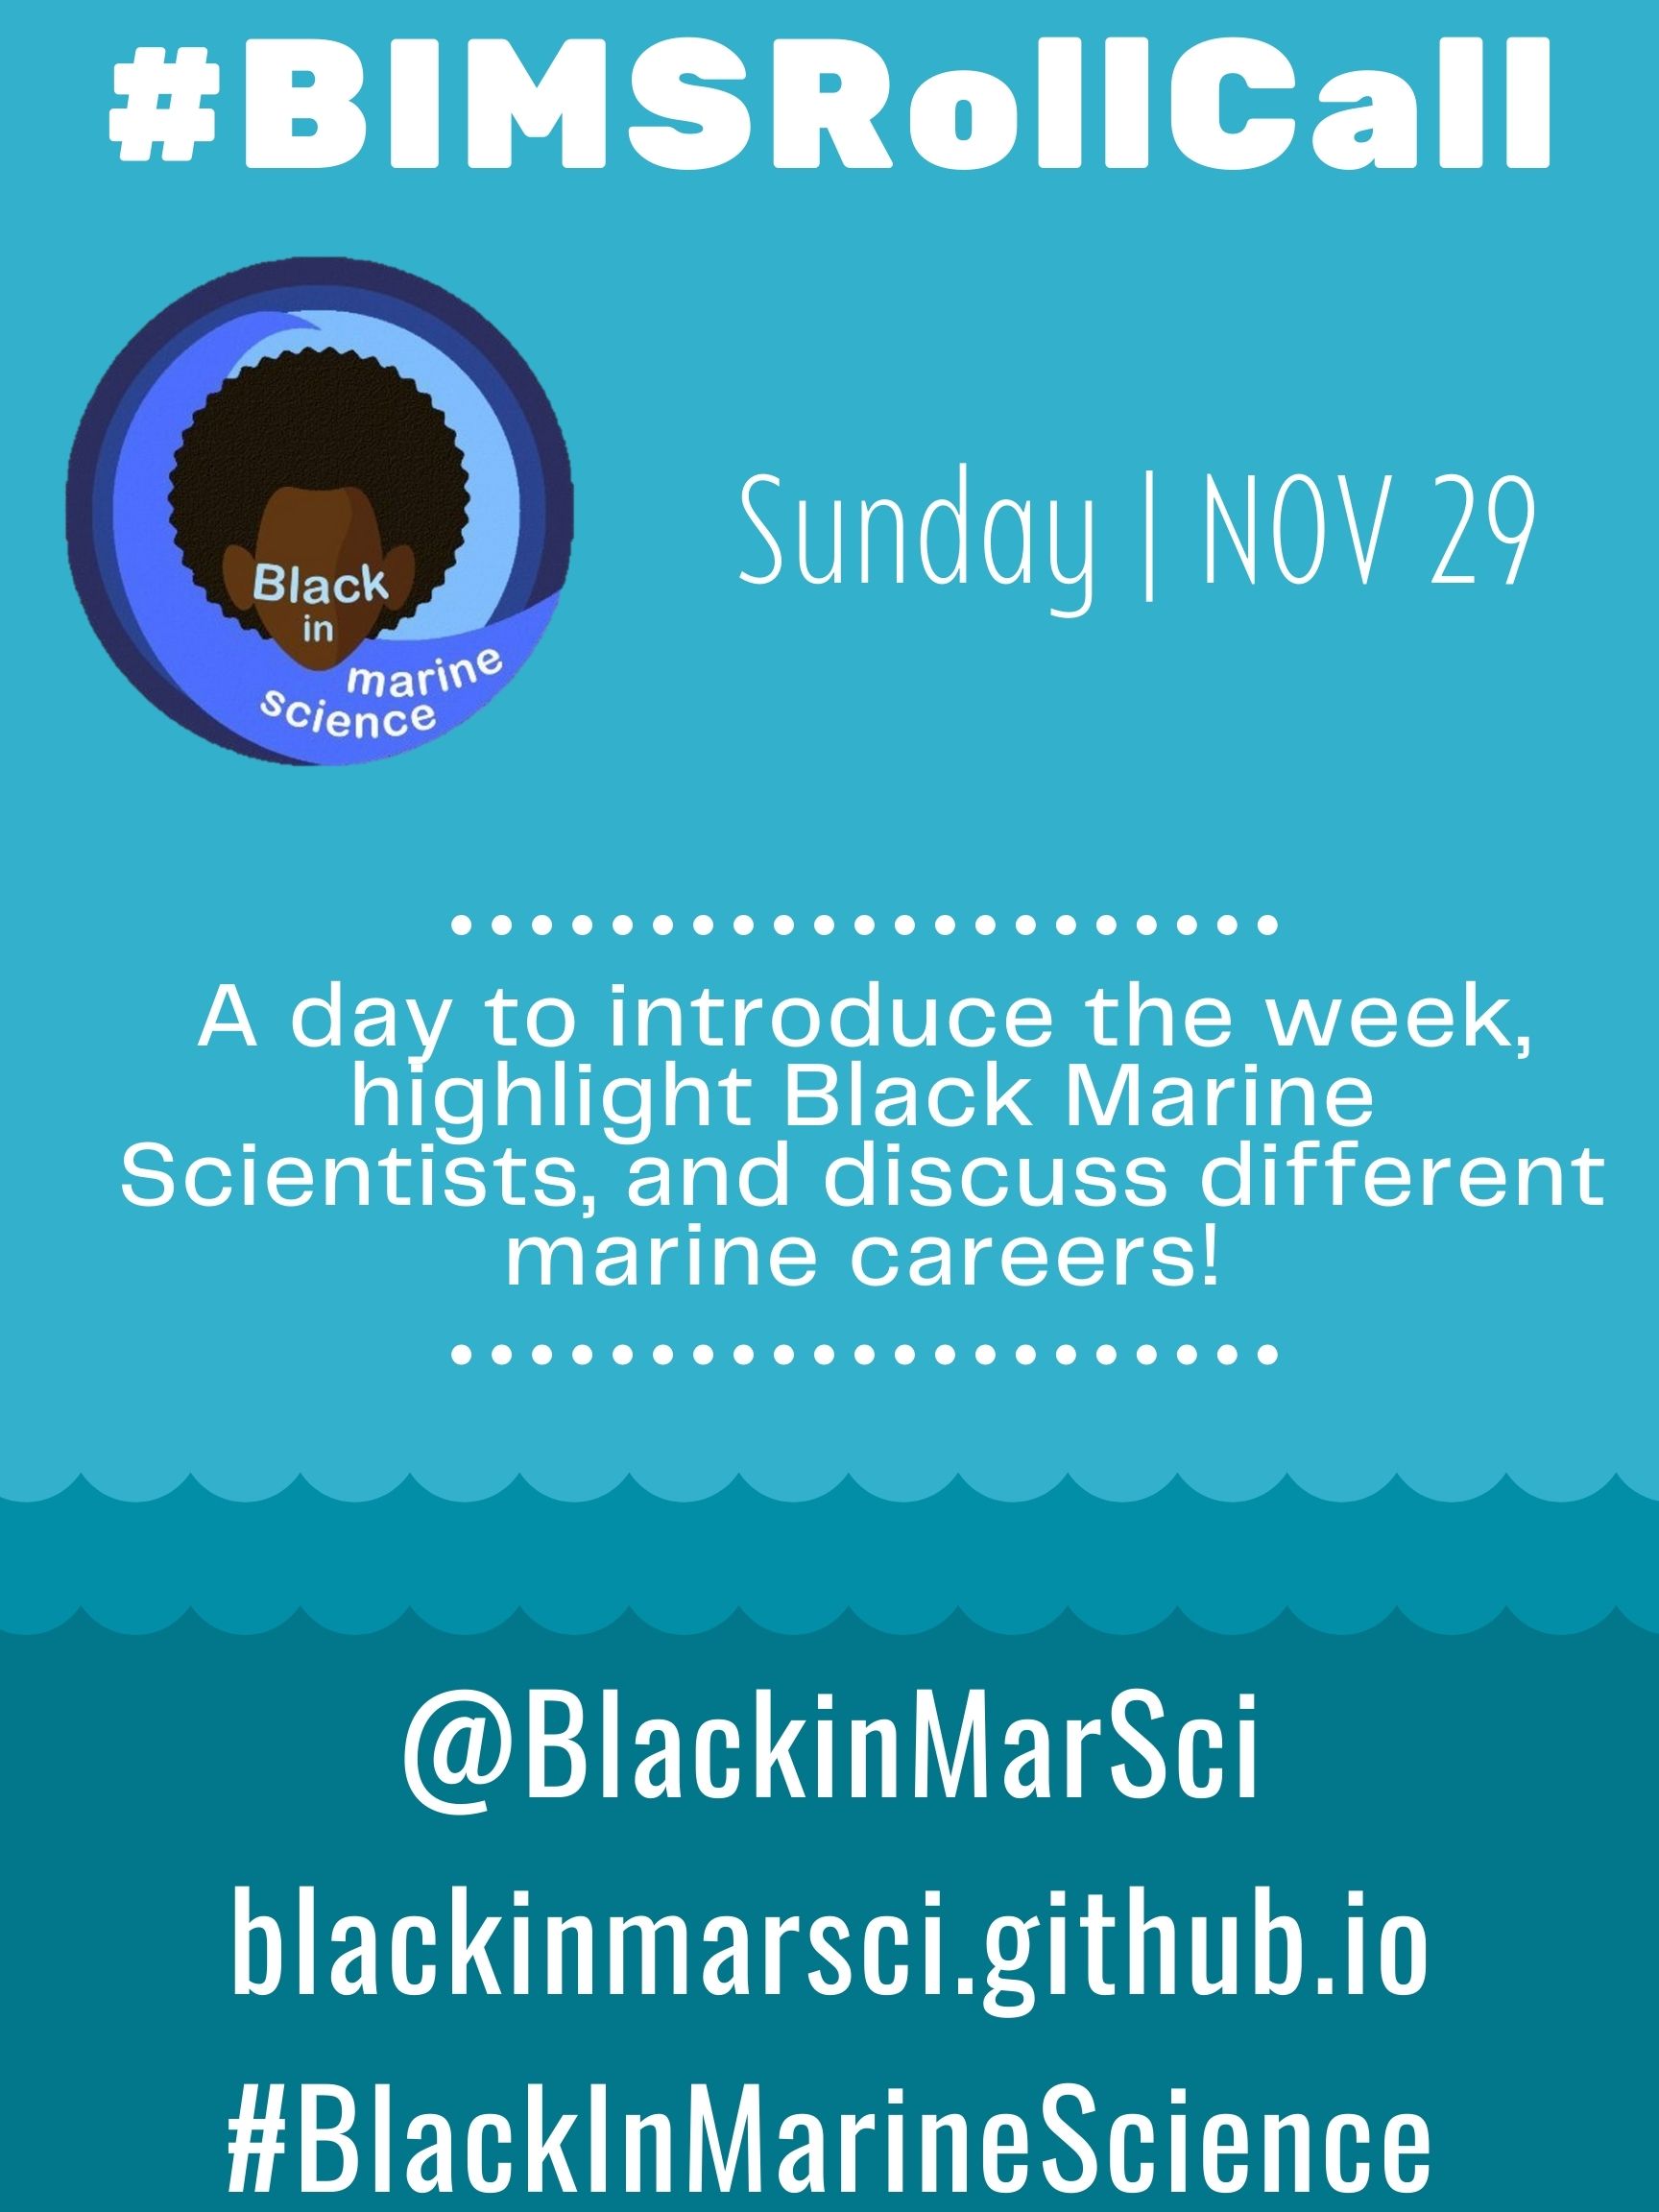 #BIMSRollCall
Black
in
marine
science
Sunday | NOV 29
A day to introduce the week,
highlight Black Marine
Scientists, and discuss different
marine careers!
@BlackinMarSci
blackinmarsci.github.io
#BlackInMarineScience